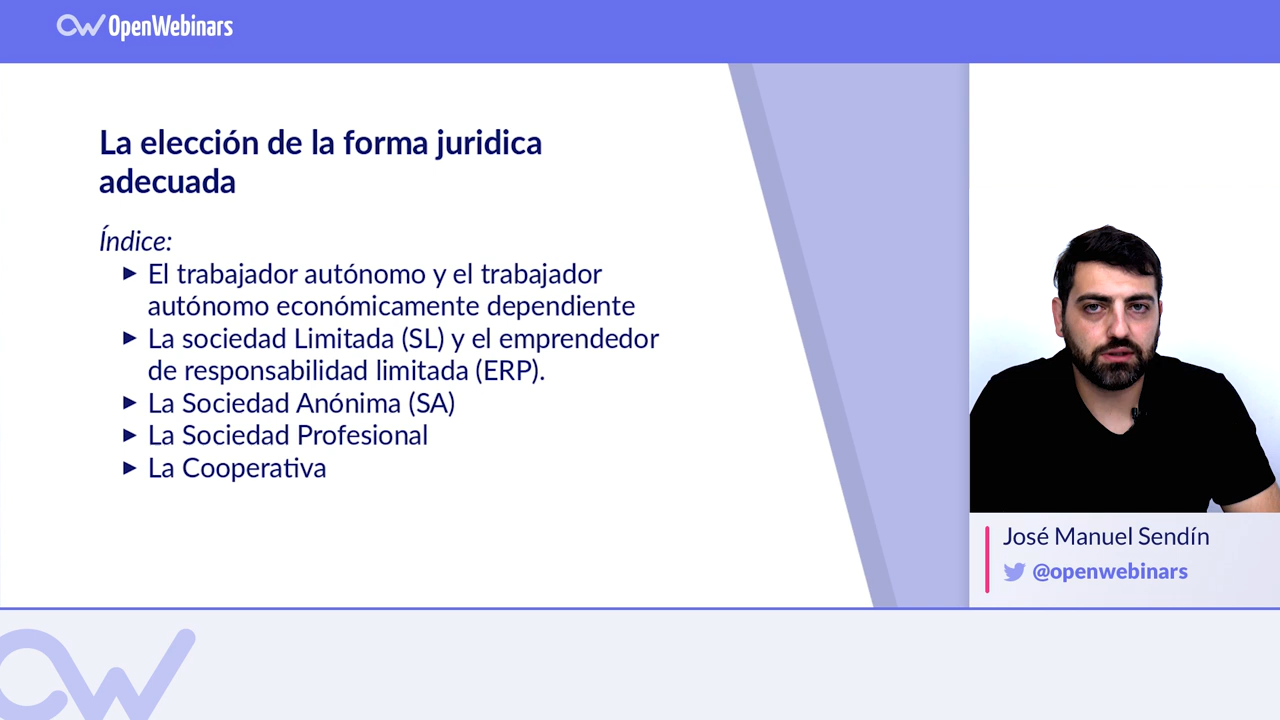 OpenWebinars
La elección de la forma juridica
adecuada
Índice:
► El trabajador autónomo y el trabajador
autónomo económicamente dependiente
► La sociedad Limitada (SL) y el emprendedor
de responsabilidad limitada (ERP).
► La Sociedad Anónima (SA)
► La Sociedad Profesional
► La Cooperativa
José Manuel Sendín
@openwebinars